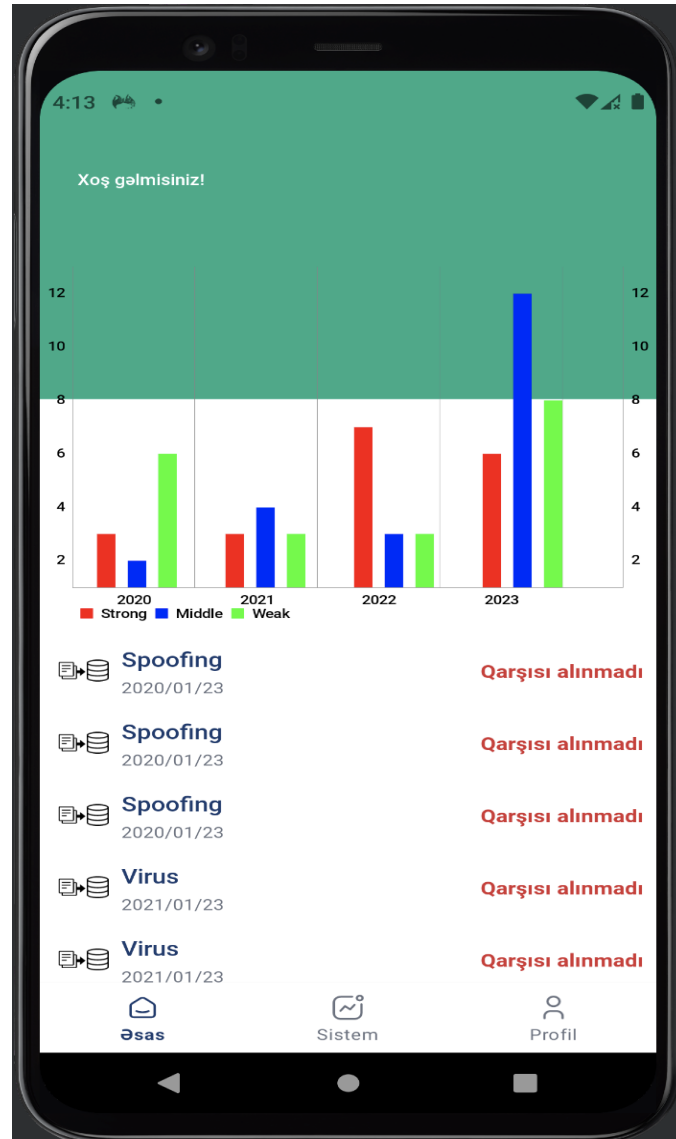 4:13
Xoş gəlmisiniz!
12 12
10 10
8 8
6 6
4 4
2 2
2020 2021 2022 2023
Strong Middle Weak
Spoofing
2020/01/23
Qarşısı alınmadı
Spoofing
2020/01/23
Qarşısı alınmadı
Spoofing
2020/01/23
Qarşısı alınmadı
Virus
2021/01/23
Qarşısı alınmadı
Virus
2021/01/23
Qarşısı alınmadı
Əsas Sistem Profil